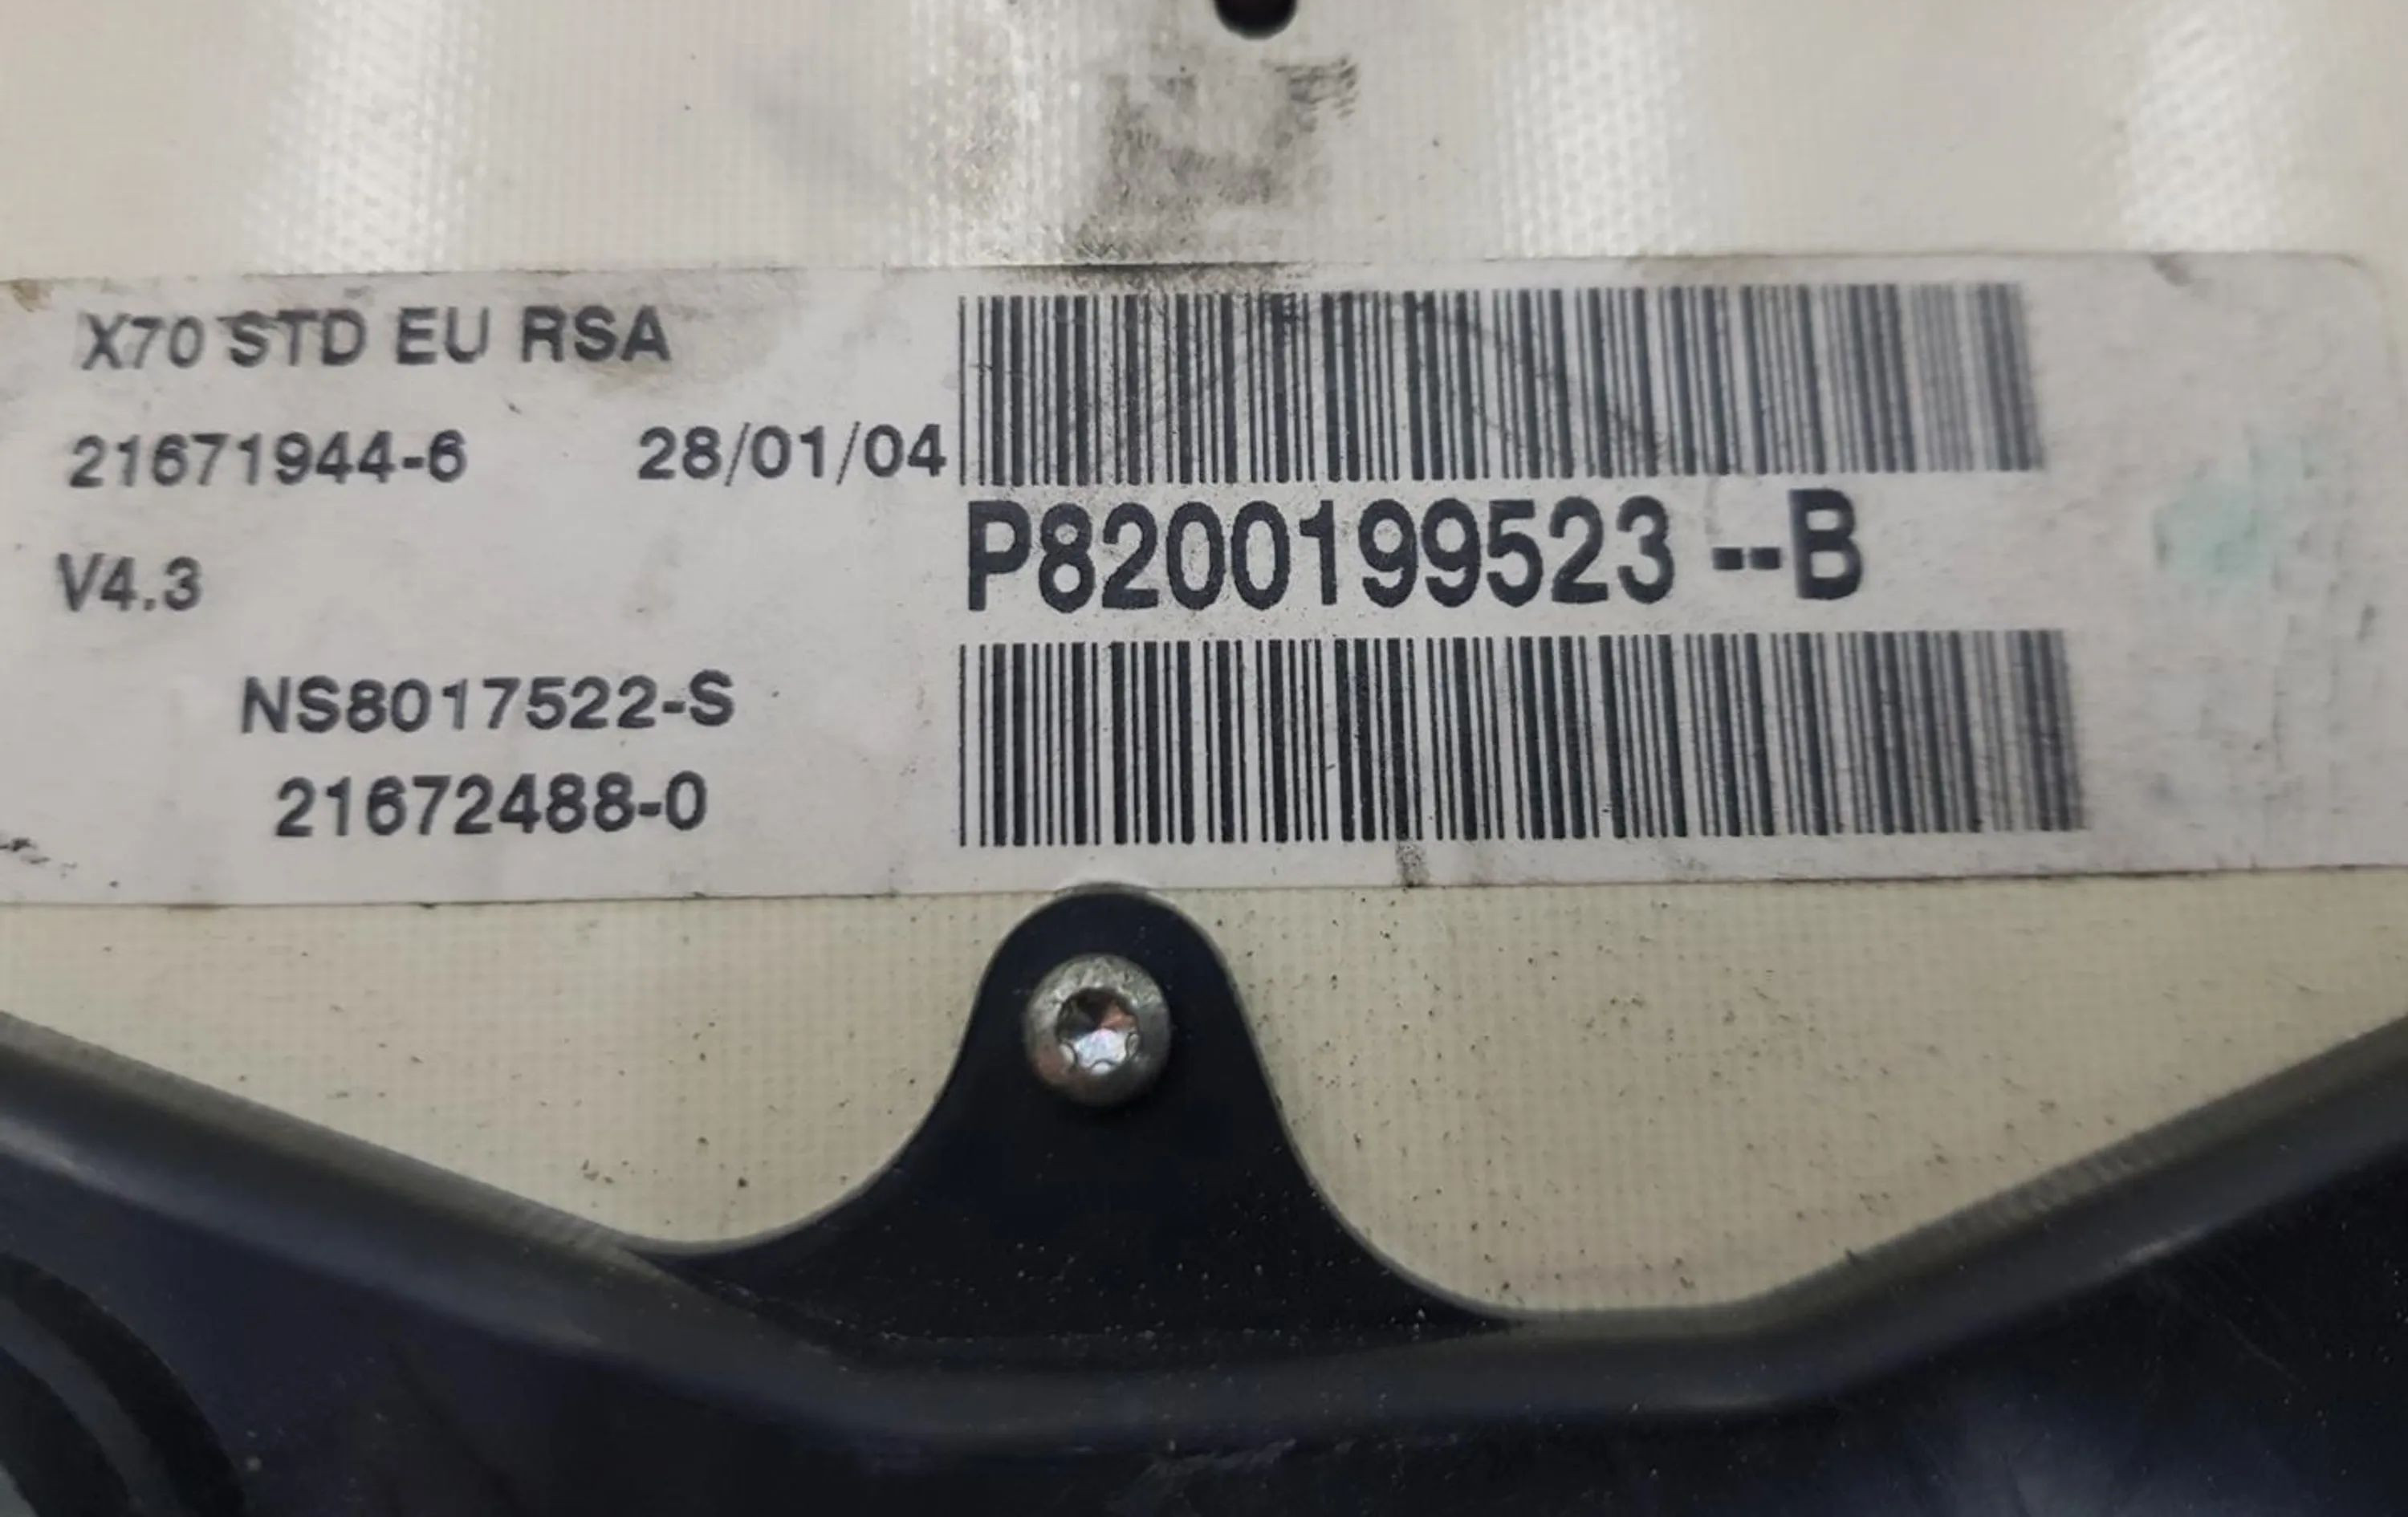 X70 STD EU RSA
21671944-6 28/01/04
P8200199523 --B
V4.3
NS8017522-S
21672488-0